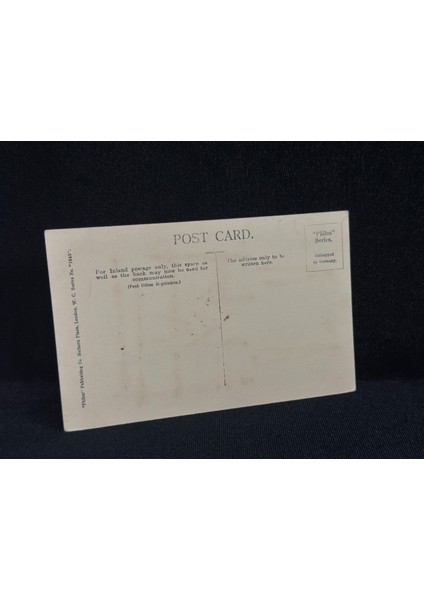 POST CARD.
For Inland postage only, this space as
well as the back may now be used for
communication.
(Post Office Regulation.)
The address only to be
written here.
"Philco"
Series.
in Germany.
"Philco" Publishing Co. Holborn Place, London, W. C. Series No.